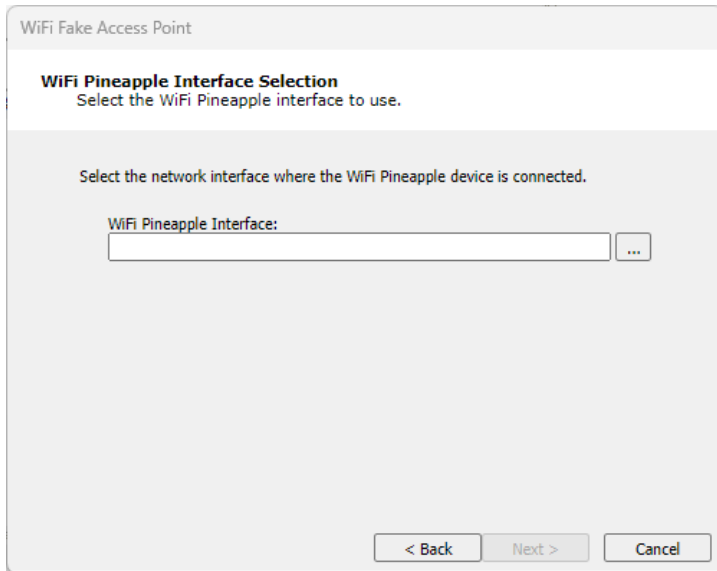 WiFi Fake Access Point
WiFi Pineapple Interface Selection
Select the WiFi Pineapple interface to use.
Select the network interface where the WiFi Pineapple device is connected.
WiFi Pineapple Interface:
...
< Back Next > Cancel